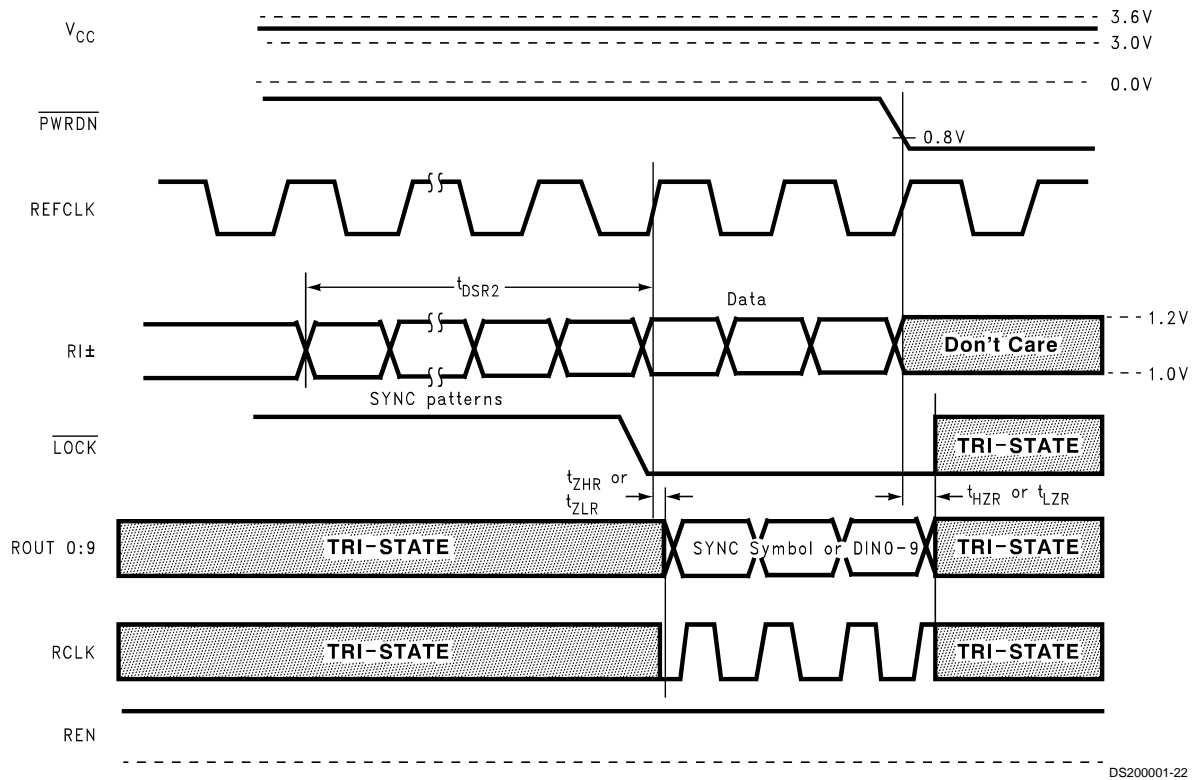 VCC
3.6V
3.0V
0.0V
PWRDN
0.8V
REFCLK
tDSR2
Data
RI±
Don't Care
1.2V
1.0V
SYNC patterns
LOCK
TRI-STATE
tZHR or
tZLR
tHZR or tLZR
ROUT 0:9
TRI-STATE
SYNC Symbol or DIN0-9
TRI-STATE
RCLK
TRI-STATE
TRI-STATE
REN
DS200001-22